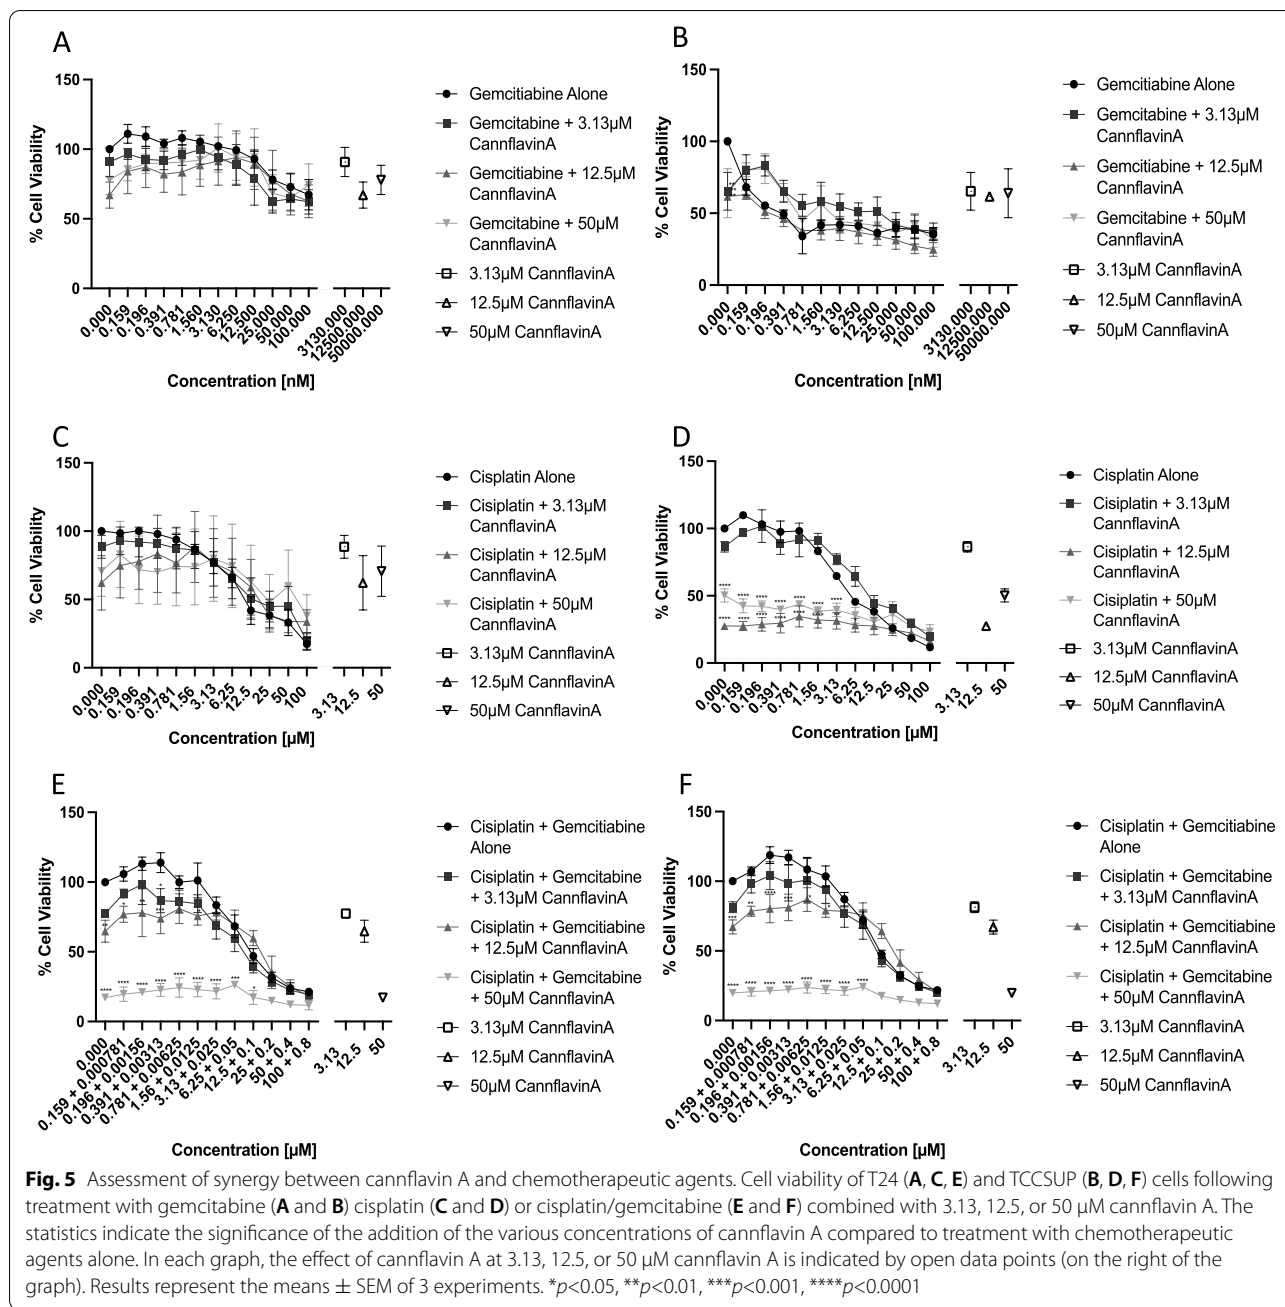 A
150
100
50
0
% Cell Viability
0.000
0.159
0.196
0.391
0.781
1.560
3.130
6.250
12.500
25.000
50.000
100.000
3130.000
12500.000
50000.000
Concentration [nM]
Gemcitiabine Alone
Gemcitabine + 3.13µM
CannflavinA
Gemcitiabine + 12.5µM
CannflavinA
Gemcitabine + 50µM
CannflavinA
3.13µM CannflavinA
12.5µM CannflavinA
50µM CannflavinA
B
150
100
50
0
% Cell Viability
0.000
0.159
0.196
0.391
0.781
1.560
3.130
6.250
12.500
25.000
50.000
100.000
3130.000
12500.000
50000.000
Concentration [nM]
Gemcitiabine Alone
Gemcitabine + 3.13µM
CannflavinA
Gemcitiabine + 12.5µM
CannflavinA
Gemcitabine + 50µM
CannflavinA
3.13µM CannflavinA
12.5µM CannflavinA
50µM CannflavinA
C
150
100
50
0
% Cell Viability
0.000
0.159
0.196
0.391
0.781
1.56
3.13
6.25
12.5
25
50
100
3.13
12.5
50
Concentration [µM]
Cisplatin Alone
Cisiplatin + 3.13µM
CannflavinA
Cisiplatin + 12.5µM
CannflavinA
Cisiplatin + 50µM
CannflavinA
3.13µM CannflavinA
12.5µM CannflavinA
50µM CannflavinA
D
150
100
50
0
% Cell Viability
0.000
0.159
0.196
0.391
0.781
1.56
3.13
6.25
12.5
25
50
100
3.13
12.5
50
Concentration [µM]
Cisplatin Alone
Cisiplatin + 3.13µM
CannflavinA
Cisiplatin + 12.5µM
CannflavinA
Cisiplatin + 50µM
CannflavinA
3.13µM CannflavinA
12.5µM CannflavinA
50µM CannflavinA
E
150
100
50
0
% Cell Viability
0.000
0.159 + 0.000781
0.196 + 0.00156
0.391 + 0.00313
0.781 + 0.00625
1.56 + 0.0125
3.13 + 0.025
6.25 + 0.05
12.5 + 0.1
25 + 0.2
50 + 0.4
100 + 0.8
3.13
12.5
50
Concentration [µM]
Cisiplatin + Gemcitiabine
Alone
Cisiplatin + Gemcitabine
+ 3.13µM CannflavinA
Cisiplatin + Gemcitiabine
+ 12.5µM CannflavinA
Cisiplatin + Gemcitabine
+ 50µM CannflavinA
3.13µM CannflavinA
12.5µM CannflavinA
50µM CannflavinA
F
150
100
50
0
% Cell Viability
0.000
0.159 + 0.000781
0.196 + 0.00156
0.391 + 0.00313
0.781 + 0.00625
1.56 + 0.0125
3.13 + 0.025
6.25 + 0.05
12.5 + 0.1
25 + 0.2
50 + 0.4
100 + 0.8
3.13
12.5
50
Concentration [µM]
Cisiplatin + Gemcitiabine
Alone
Cisiplatin + Gemcitabine
+ 3.13µM CannflavinA
Cisiplatin + Gemcitiabine
+ 12.5µM CannflavinA
Cisiplatin + Gemcitabine
+ 50µM CannflavinA
3.13µM CannflavinA
12.5µM CannflavinA
50µM CannflavinA
Fig. 5 Assessment of synergy between cannflavin A and chemotherapeutic agents. Cell viability of T24 (A, C, E) and TCCSUP (B, D, F) cells following
treatment with gemcitabine (A and B) cisplatin (C and D) or cisplatin/gemcitabine (E and F) combined with 3.13, 12.5, or 50 µM cannflavin A. The
statistics indicate the significance of the addition of the various concentrations of cannflavin A compared to treatment with chemotherapeutic
agents alone. In each graph, the effect of cannflavin A at 3.13, 12.5, or 50 µM cannflavin A is indicated by open data points (on the right of the
graph). Results represent the means ± SEM of 3 experiments. *p<0.05, **p<0.01, ***p<0.001, ****p<0.0001